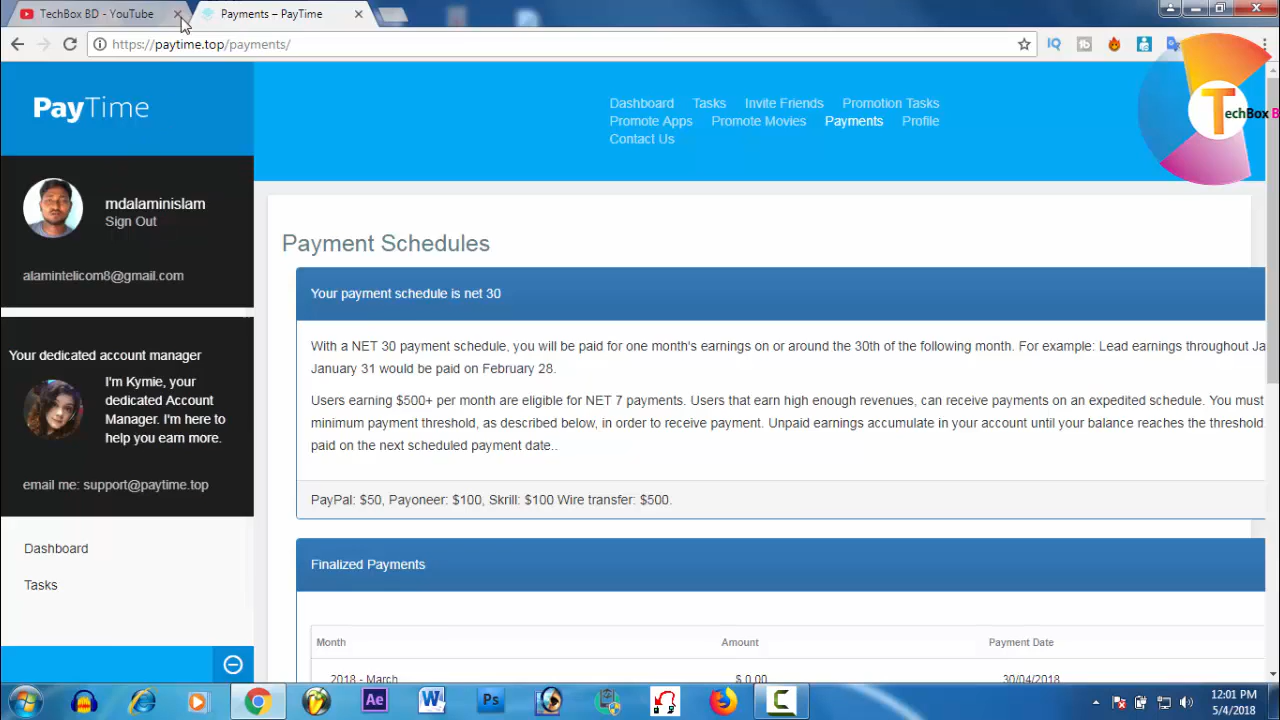 TechBox BD - YouTube
Payments – PayTime
https://paytime.top/payments/
PayTime
Dashboard Tasks Invite Friends Promotion Tasks
Promote Apps Promote Movies Payments Profile
Contact Us
TechBox B
mdalaminislam
Sign Out
alamintelicom8@gmail.com
Your dedicated account manager
I'm Kymie, your
dedicated Account
Manager. I'm here to
help you earn more.
email me: support@paytime.top
Dashboard
Tasks
Payment Schedules
Your payment schedule is net 30
With a NET 30 payment schedule, you will be paid for one month's earnings on or around the 30th of the following month. For example: Lead earnings throughout Ja
January 31 would be paid on February 28.
Users earning $500+ per month are eligible for NET 7 payments. Users that earn high enough revenues, can receive payments on an expedited schedule. You must
minimum payment threshold, as described below, in order to receive payment. Unpaid earnings accumulate in your account until your balance reaches the threshold.
paid on the next scheduled payment date..
PayPal: $50, Payoneer: $100, Skrill: $100 Wire transfer: $500.
Finalized Payments
Month Amount Payment Date
2018 - March $ 0.00 30/04/2018
Ae
W
Ps
12:01 PM
5/4/2018